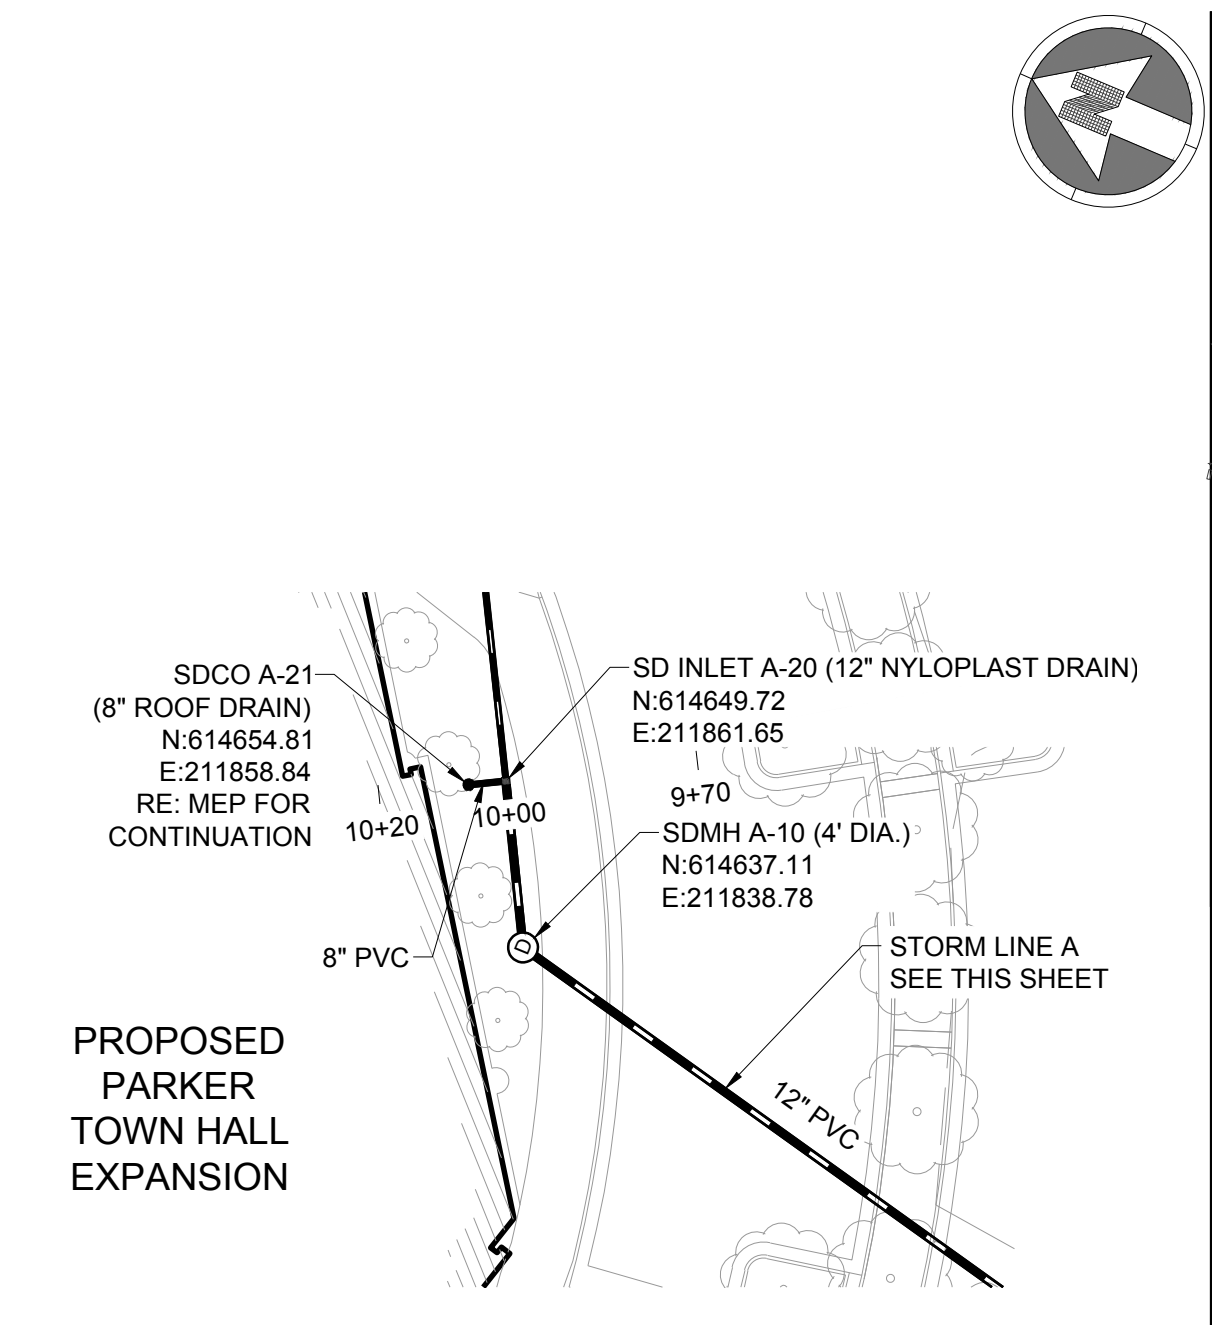 N
SDCO A-21
(8" ROOF DRAIN)
N:614654.81
E:211858.84
RE: MEP FOR
CONTINUATION
SD INLET A-20 (12" NYLOPLAST DRAIN)
N:614649.72
E:211861.65
9+70
10+00
10+20
SDMH A-10 (4' DIA.)
N:614637.11
E:211838.78
8" PVC
D
STORM LINE A
SEE THIS SHEET
12" PVC
PROPOSED
PARKER
TOWN HALL
EXPANSION